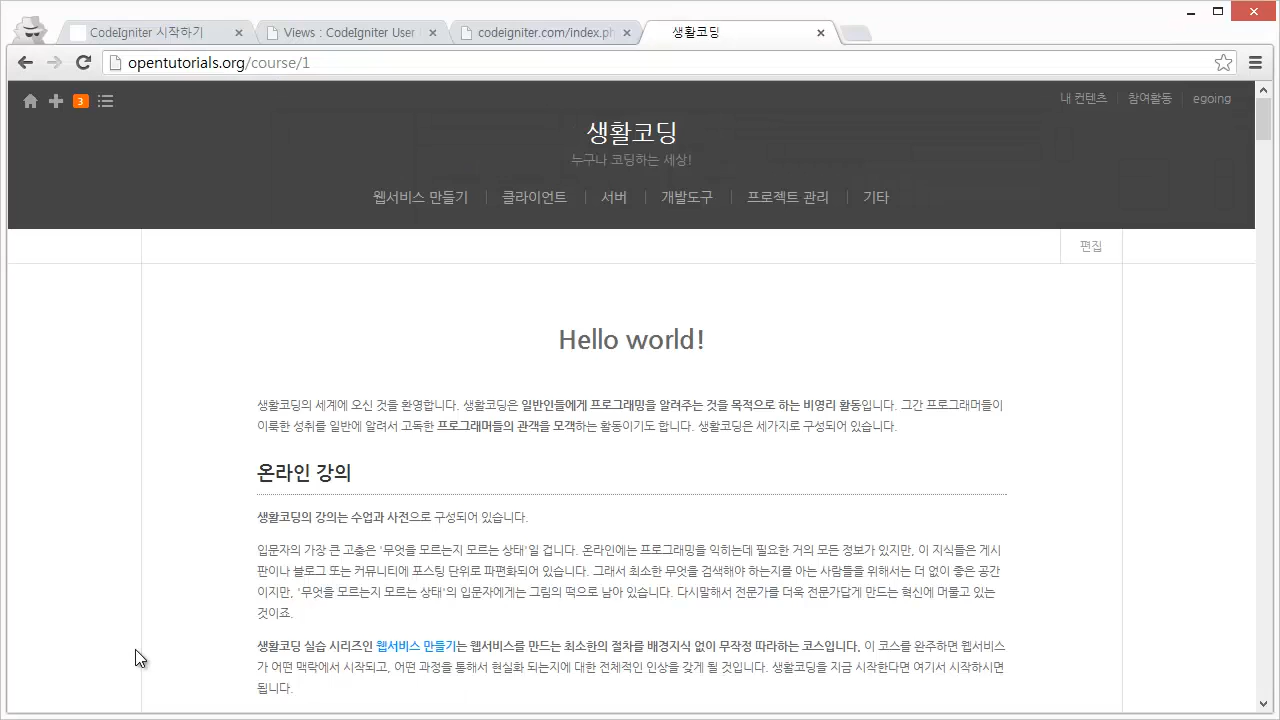 CodeIgniter 시작하기
Views : CodeIgniter User
codeigniter.com/index.ph
생활코딩
opentutorials.org/course/1
3
내 컨텐츠
참여활동
egoing
생활코딩
누구나 코딩하는 세상!
웹서비스 만들기
클라이언트
서버
개발도구
프로젝트 관리
기타
편집
Hello world!
생활코딩의 세계에 오신 것을 환영합니다. 생활코딩은 일반인들에게 프로그래밍을 알려주는 것을 목적으로 하는 비영리 활동입니다. 그간 프로그래머들이
이룩한 성취를 일반에 알려서 고독한 프로그래머들의 관객을 모객하는 활동이기도 합니다. 생활코딩은 세가지로 구성되어 있습니다.
온라인 강의
생활코딩의 강의는 수업과 사전으로 구성되어 있습니다.
입문자의 가장 큰 고충은 '무엇을 모르는지 모르는 상태'일 겁니다. 온라인에는 프로그래밍을 익히는데 필요한 거의 모든 정보가 있지만, 이 지식들은 게시
판이나 블로그 또는 커뮤니티에 포스팅 단위로 파편화되어 있습니다. 그래서 최소한 무엇을 검색해야 하는지를 아는 사람들을 위해서는 더 없이 좋은 공간
이지만, '무엇을 모르는지 모르는 상태'의 입문자에게는 그림의 떡으로 남아 있습니다. 다시말해서 전문가를 더욱 전문가답게 만드는 혁신에 머물고 있는
것이죠.
생활코딩 실습 시리즈인 웹서비스 만들기는 웹서비스를 만드는 최소한의 절차를 배경지식 없이 무작정 따라하는 코스입니다. 이 코스를 완주하면 웹서비스
가 어떤 맥락에서 시작되고, 어떤 과정을 통해서 현실화 되는지에 대한 전체적인 인상을 갖게 될 것입니다. 생활코딩을 지금 시작한다면 여기서 시작하시면
됩니다.